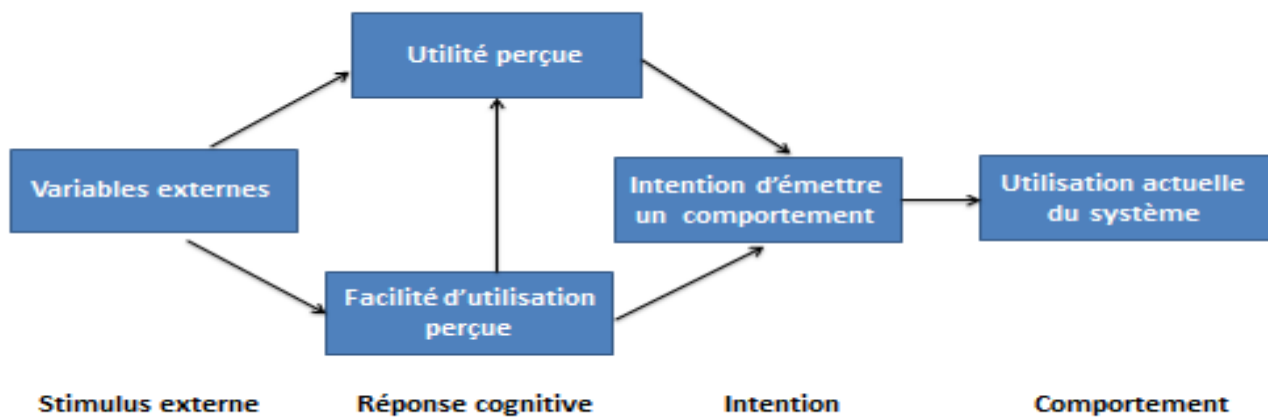 Utilité perçue
Variables externes
Intention d'émettre
un comportement
Utilisation actuelle
du système
Facilité d'utilisation
perçue
Stimulus externe
Réponse cognitive
Intention
Comportement